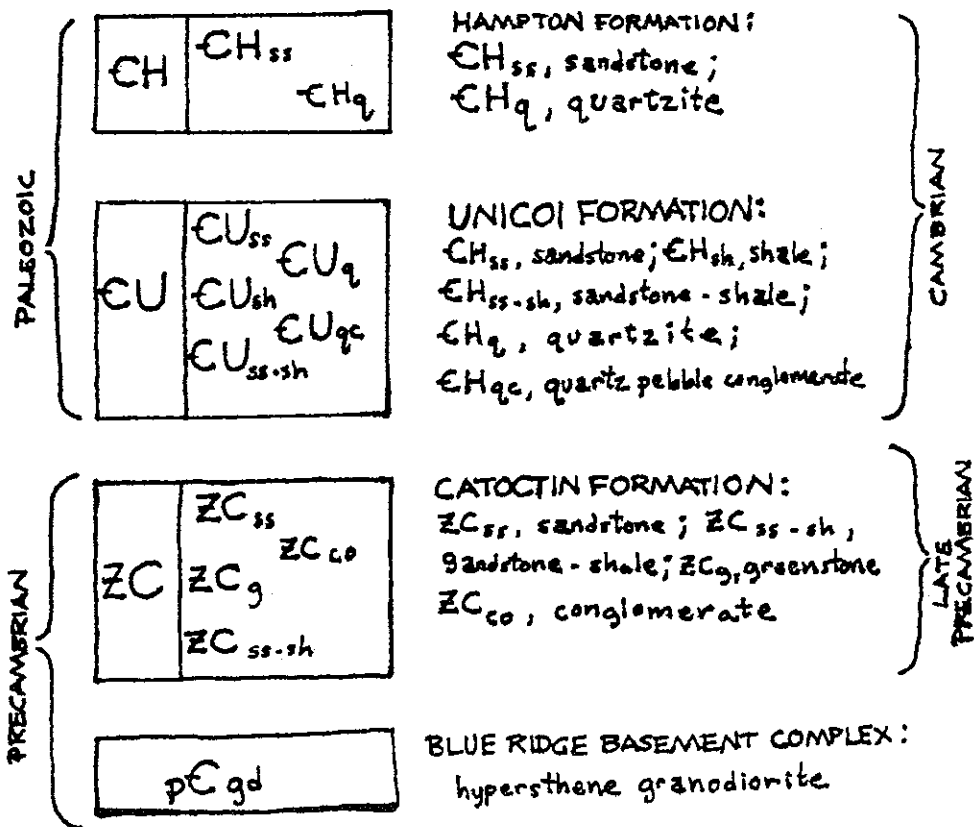 PALEOZOIC
ЄH
ЄHss
ЄHq
HAMPTON FORMATION:
ЄHss, sandstone;
ЄHq, quartzite
CAMBRIAN
ЄU
ЄUss
ЄUq
ЄUsh
ЄUqc
ЄUss-sh
UNICOI FORMATION:
ЄHss, sandstone; ЄHsh, shale;
ЄHss-sh, sandstone-shale;
ЄHq, quartzite;
ЄHqc, quartz pebble conglomerate
PRECAMBRIAN
ZC
ZCss
ZCco
ZCg
ZCss-sh
CATOCTIN FORMATION:
ZCss, sandstone; ZCss-sh,
sandstone-shale; ZCg, greenstone
ZCco, conglomerate
LATE
PRECAMBRIAN
pЄgd
BLUE RIDGE BASEMENT COMPLEX:
hypersthene granodiorite